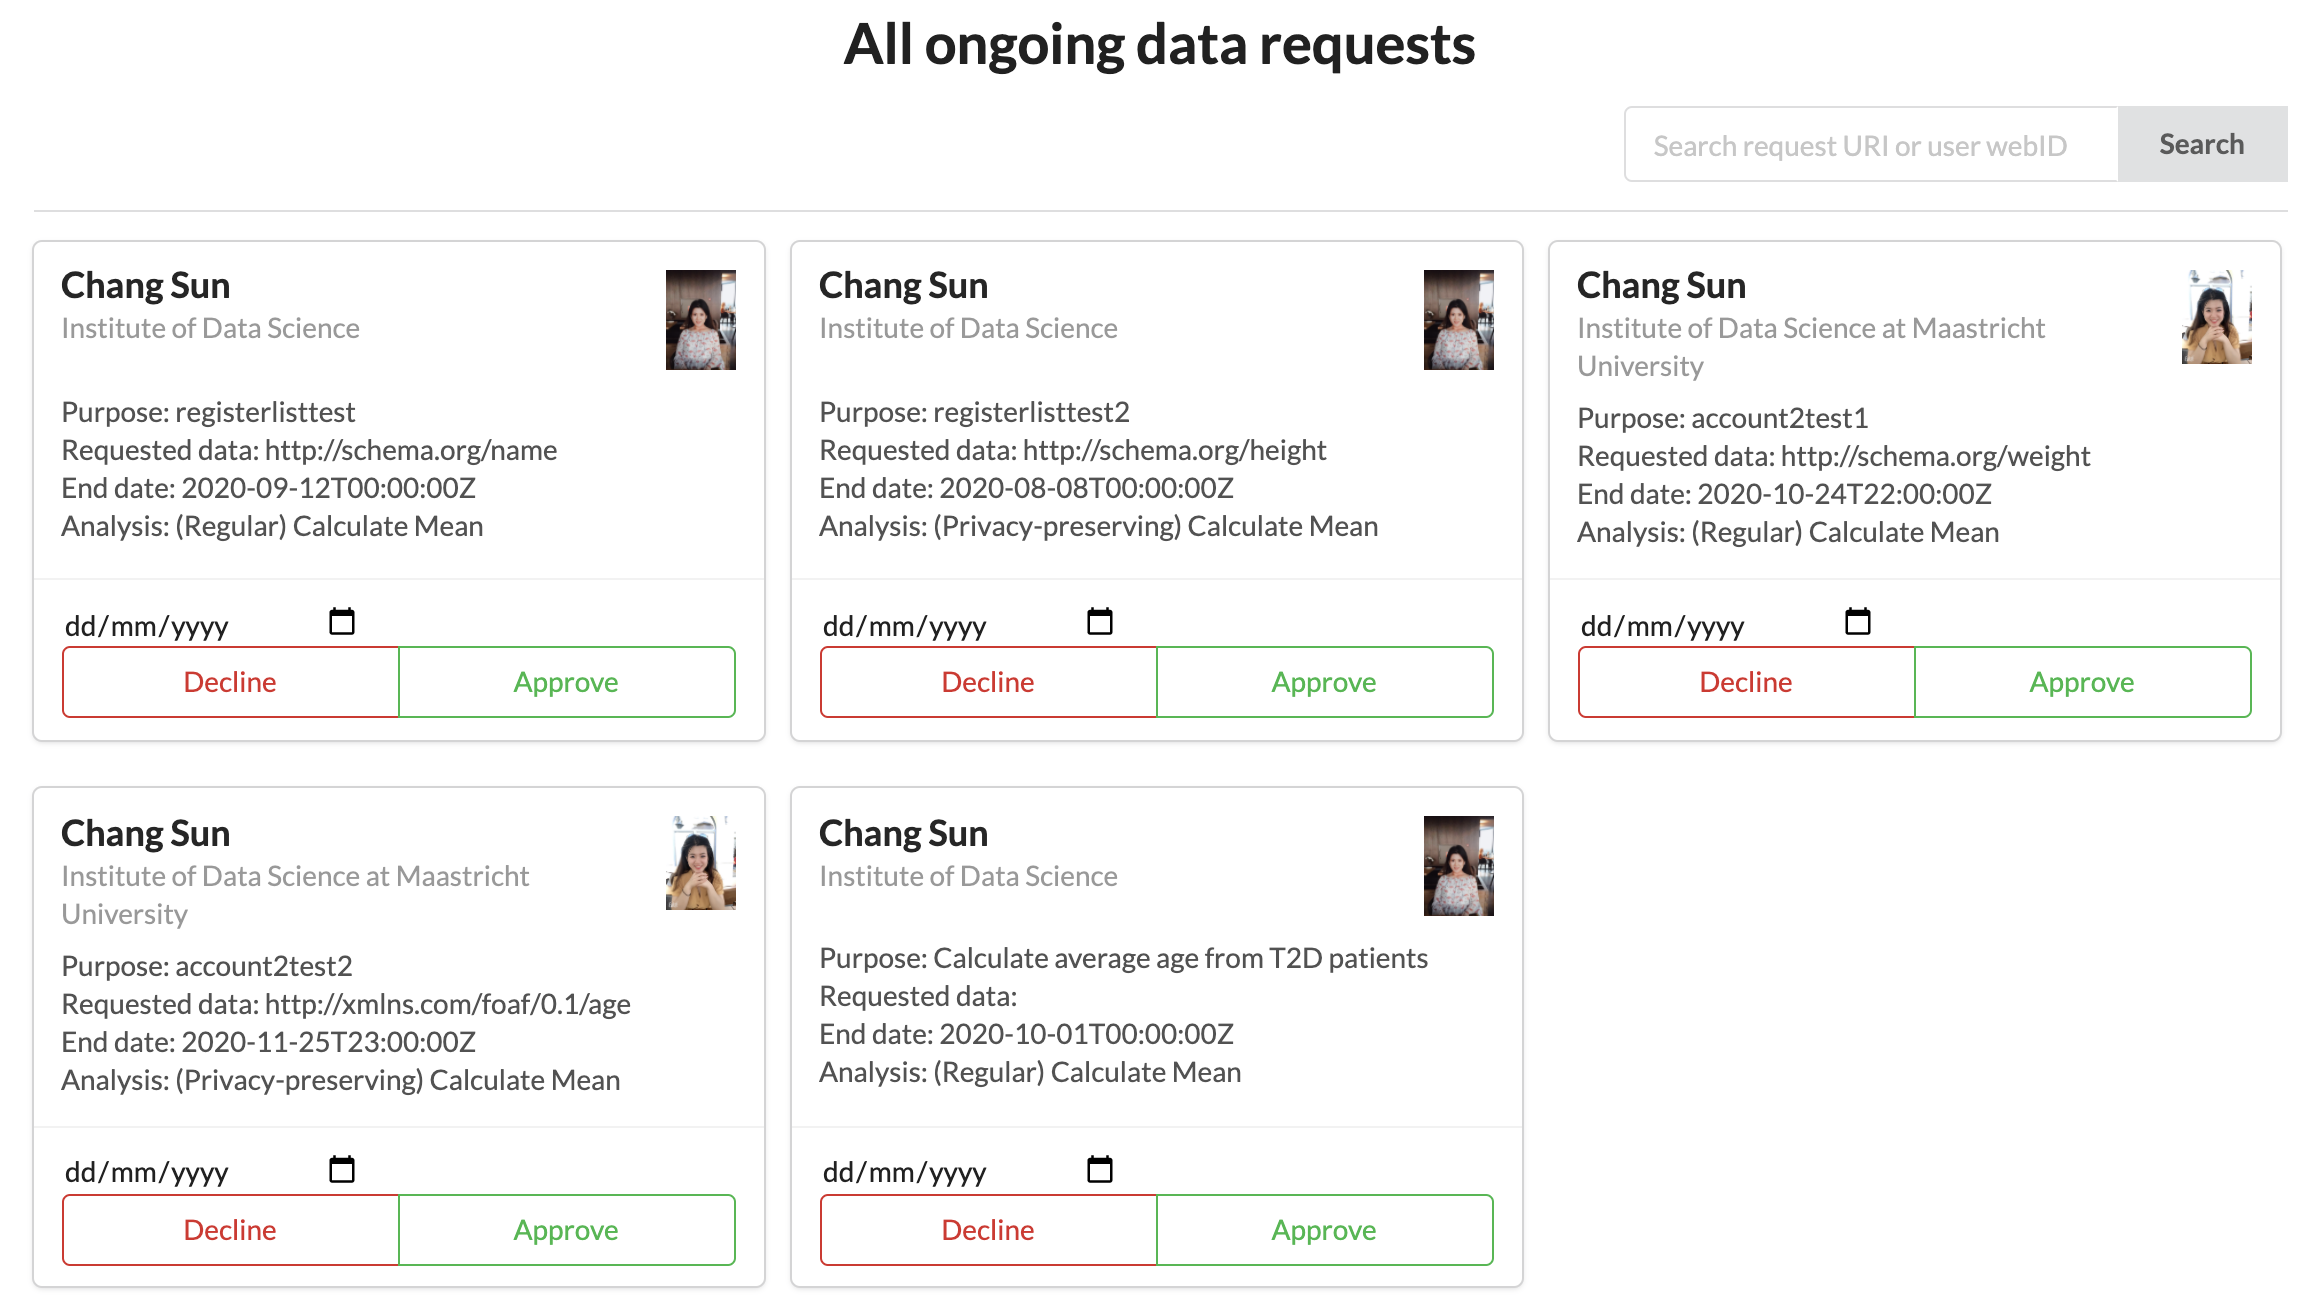 All ongoing data requests
Search request URI or user webID
Search
Chang Sun
Institute of Data Science
Purpose: registerlisttest
Requested data: http://schema.org/name
End date: 2020-09-12T00:00:00Z
Analysis: (Regular) Calculate Mean
dd/mm/yyyy
Decline
Approve
Chang Sun
Institute of Data Science
Purpose: registerlisttest2
Requested data: http://schema.org/height
End date: 2020-08-08T00:00:00Z
Analysis: (Privacy-preserving) Calculate Mean
dd/mm/yyyy
Decline
Approve
Chang Sun
Institute of Data Science at Maastricht
University
Purpose: account2test1
Requested data: http://schema.org/weight
End date: 2020-10-24T22:00:00Z
Analysis: (Regular) Calculate Mean
dd/mm/yyyy
Decline
Approve
Chang Sun
Institute of Data Science at Maastricht
University
Purpose: account2test2
Requested data: http://xmlns.com/foaf/0.1/age
End date: 2020-11-25T23:00:00Z
Analysis: (Privacy-preserving) Calculate Mean
dd/mm/yyyy
Decline
Approve
Chang Sun
Institute of Data Science
Purpose: Calculate average age from T2D patients
Requested data:
End date: 2020-10-01T00:00:00Z
Analysis: (Regular) Calculate Mean
dd/mm/yyyy
Decline
Approve